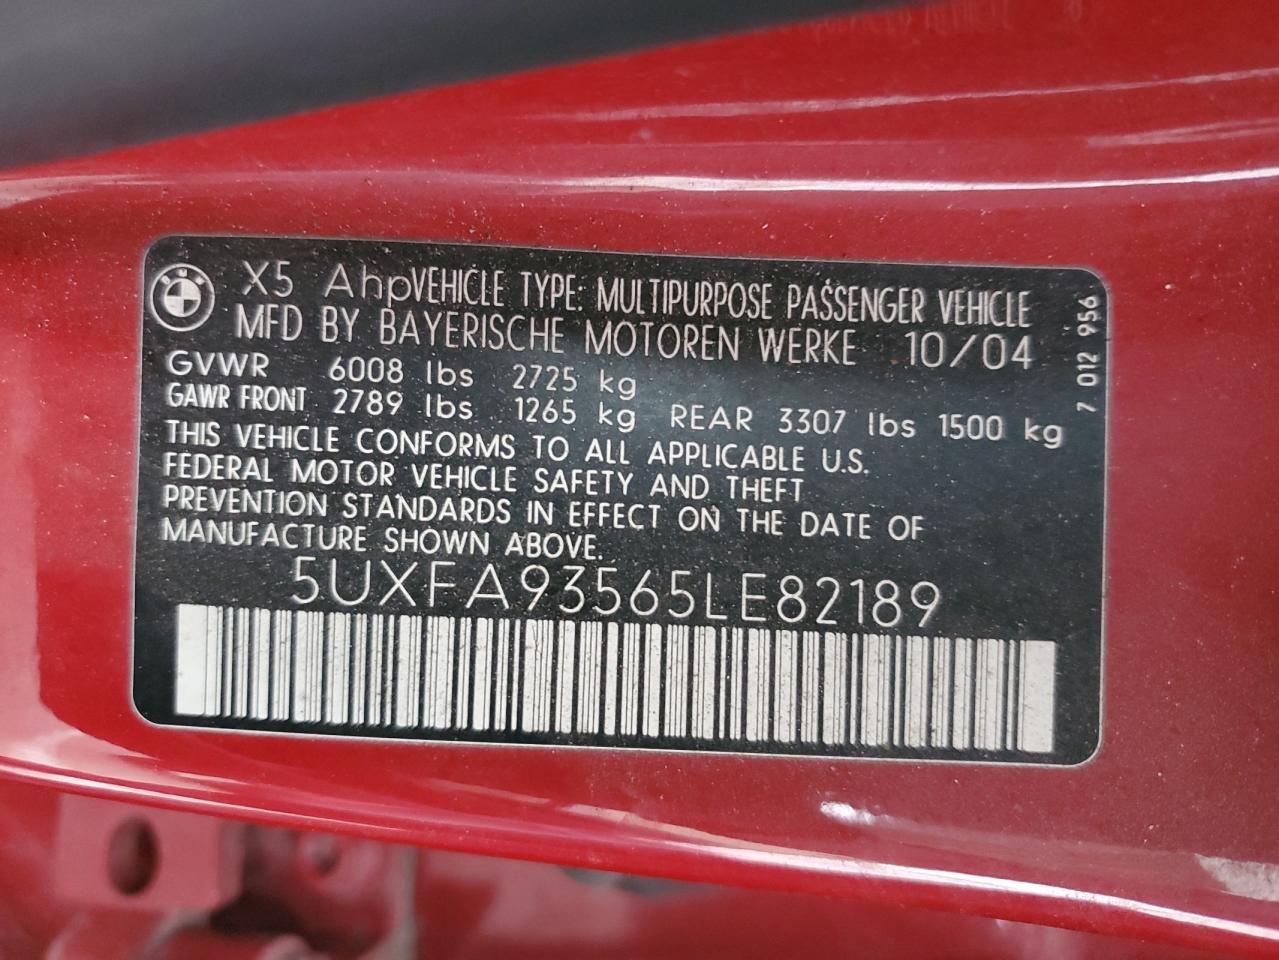 X5 Ahp VEHICLE TYPE: MULTIPURPOSE PASSENGER VEHICLE
MFD BY BAYERISCHE MOTOREN WERKE 10/04
GVWR 6008 lbs 2725 kg
GAWR FRONT 2789 lbs 1265 kg REAR 3307 lbs 1500 kg
THIS VEHICLE CONFORMS TO ALL APPLICABLE U.S.
FEDERAL MOTOR VEHICLE SAFETY AND THEFT
PREVENTION STANDARDS IN EFFECT ON THE DATE OF
MANUFACTURE SHOWN ABOVE.
5UXFA93565LE82189
7 012 956